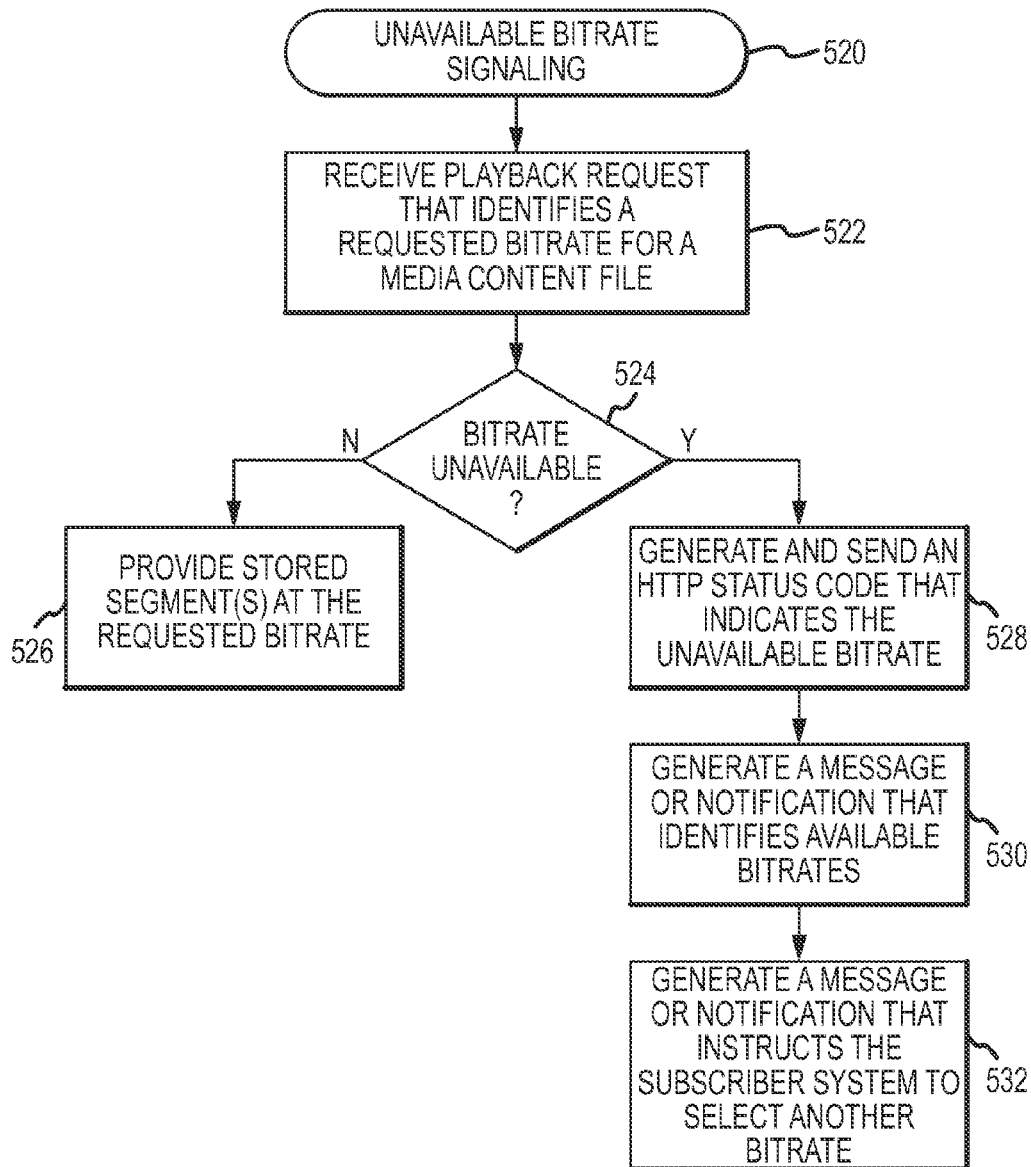 UNAVAILABLE BITRATE
SIGNALING
520
RECEIVE PLAYBACK REQUEST
THAT IDENTIFIES A
REQUESTED BITRATE FOR A
MEDIA CONTENT FILE
522
524
N
BITRATE
UNAVAILABLE
?
Y
PROVIDE STORED
SEGMENT(S) AT THE
REQUESTED BITRATE
526
GENERATE AND SEND AN
HTTP STATUS CODE THAT
INDICATES THE
UNAVAILABLE BITRATE
528
GENERATE A MESSAGE
OR NOTIFICATION THAT
IDENTIFIES AVAILABLE
BITRATES
530
GENERATE A MESSAGE
OR NOTIFICATION THAT
INSTRUCTS THE
SUBSCRIBER SYSTEM TO
SELECT ANOTHER
BITRATE
532